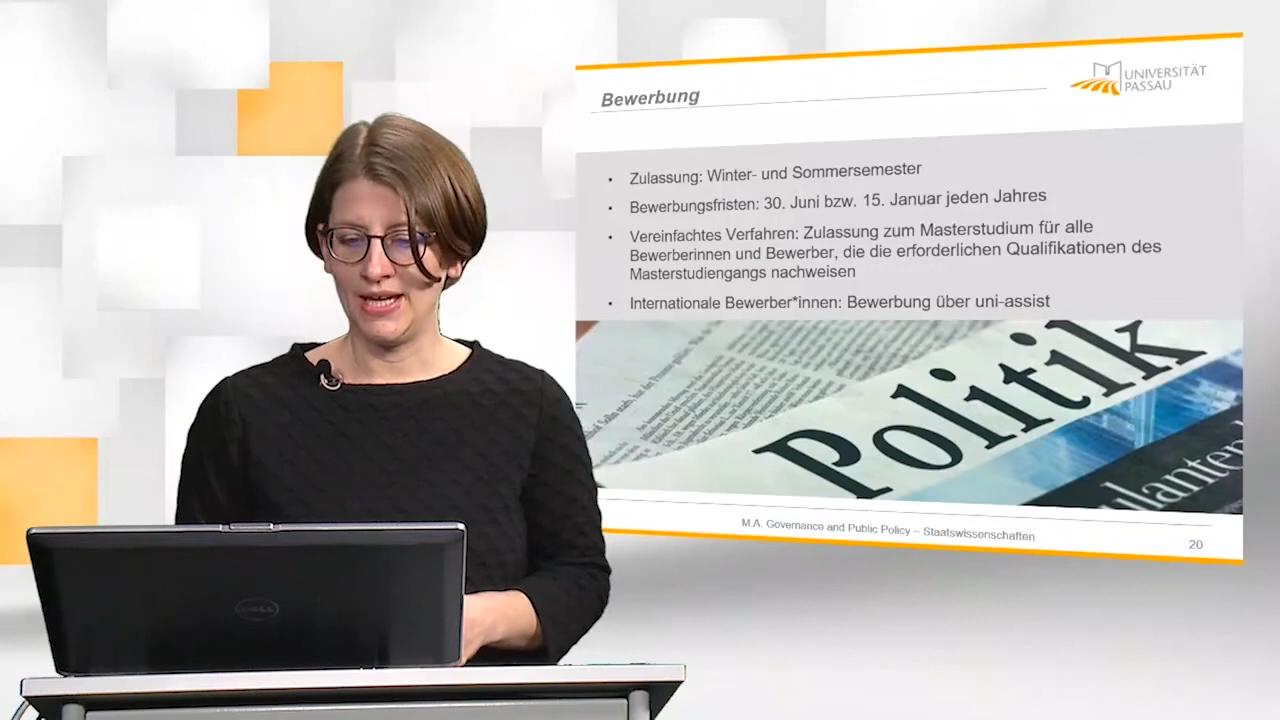 Bewerbung
UNIVERSITÄT
PASSAU
• Zulassung: Winter- und Sommersemester
• Bewerbungsfristen: 30. Juni bzw. 15. Januar jeden Jahres
• Vereinfachtes Verfahren: Zulassung zum Masterstudium für alle
Bewerberinnen und Bewerber, die die erforderlichen Qualifikationen des
Masterstudiengangs nachweisen
• Internationale Bewerber*innen: Bewerbung über uni-assist
Politik
M.A. Governance and Public Policy – Staatswissenschaften
20
DELL